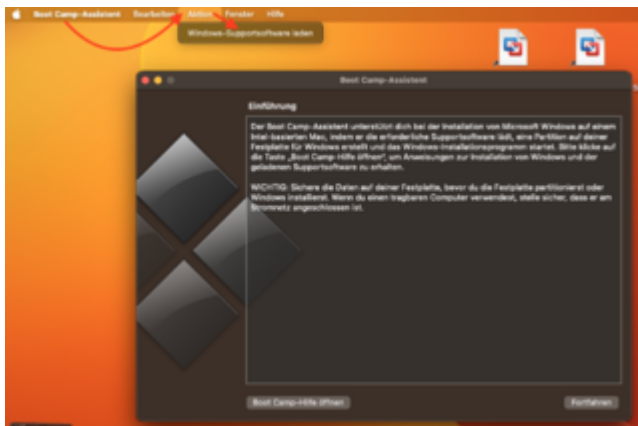 Boot Camp-Assistent Bearbeiten Aktion Fenster Hilfe
Windows-Supportsoftware laden
Boot Camp-Assistent
Einführung
Der Boot Camp-Assistent unterstützt dich bei der Installation von Microsoft Windows auf einem
Intel-basierten Mac, indem er die erforderliche Supportsoftware lädt, eine Partition auf deiner
Festplatte für Windows erstellt und das Windows-Installationsprogramm startet. Bitte klicke auf
die Taste „Boot Camp-Hilfe öffnen“, um Anweisungen zur Installation von Windows und der
geladenen Supportsoftware zu erhalten.
WICHTIG: Sichere die Daten auf deiner Festplatte, bevor du die Festplatte partitionierst oder
Windows installierst. Wenn du einen tragbaren Computer verwendest, stelle sicher, dass er am
Stromnetz angeschlossen ist.
Boot Camp-Hilfe öffnen Fortfahren